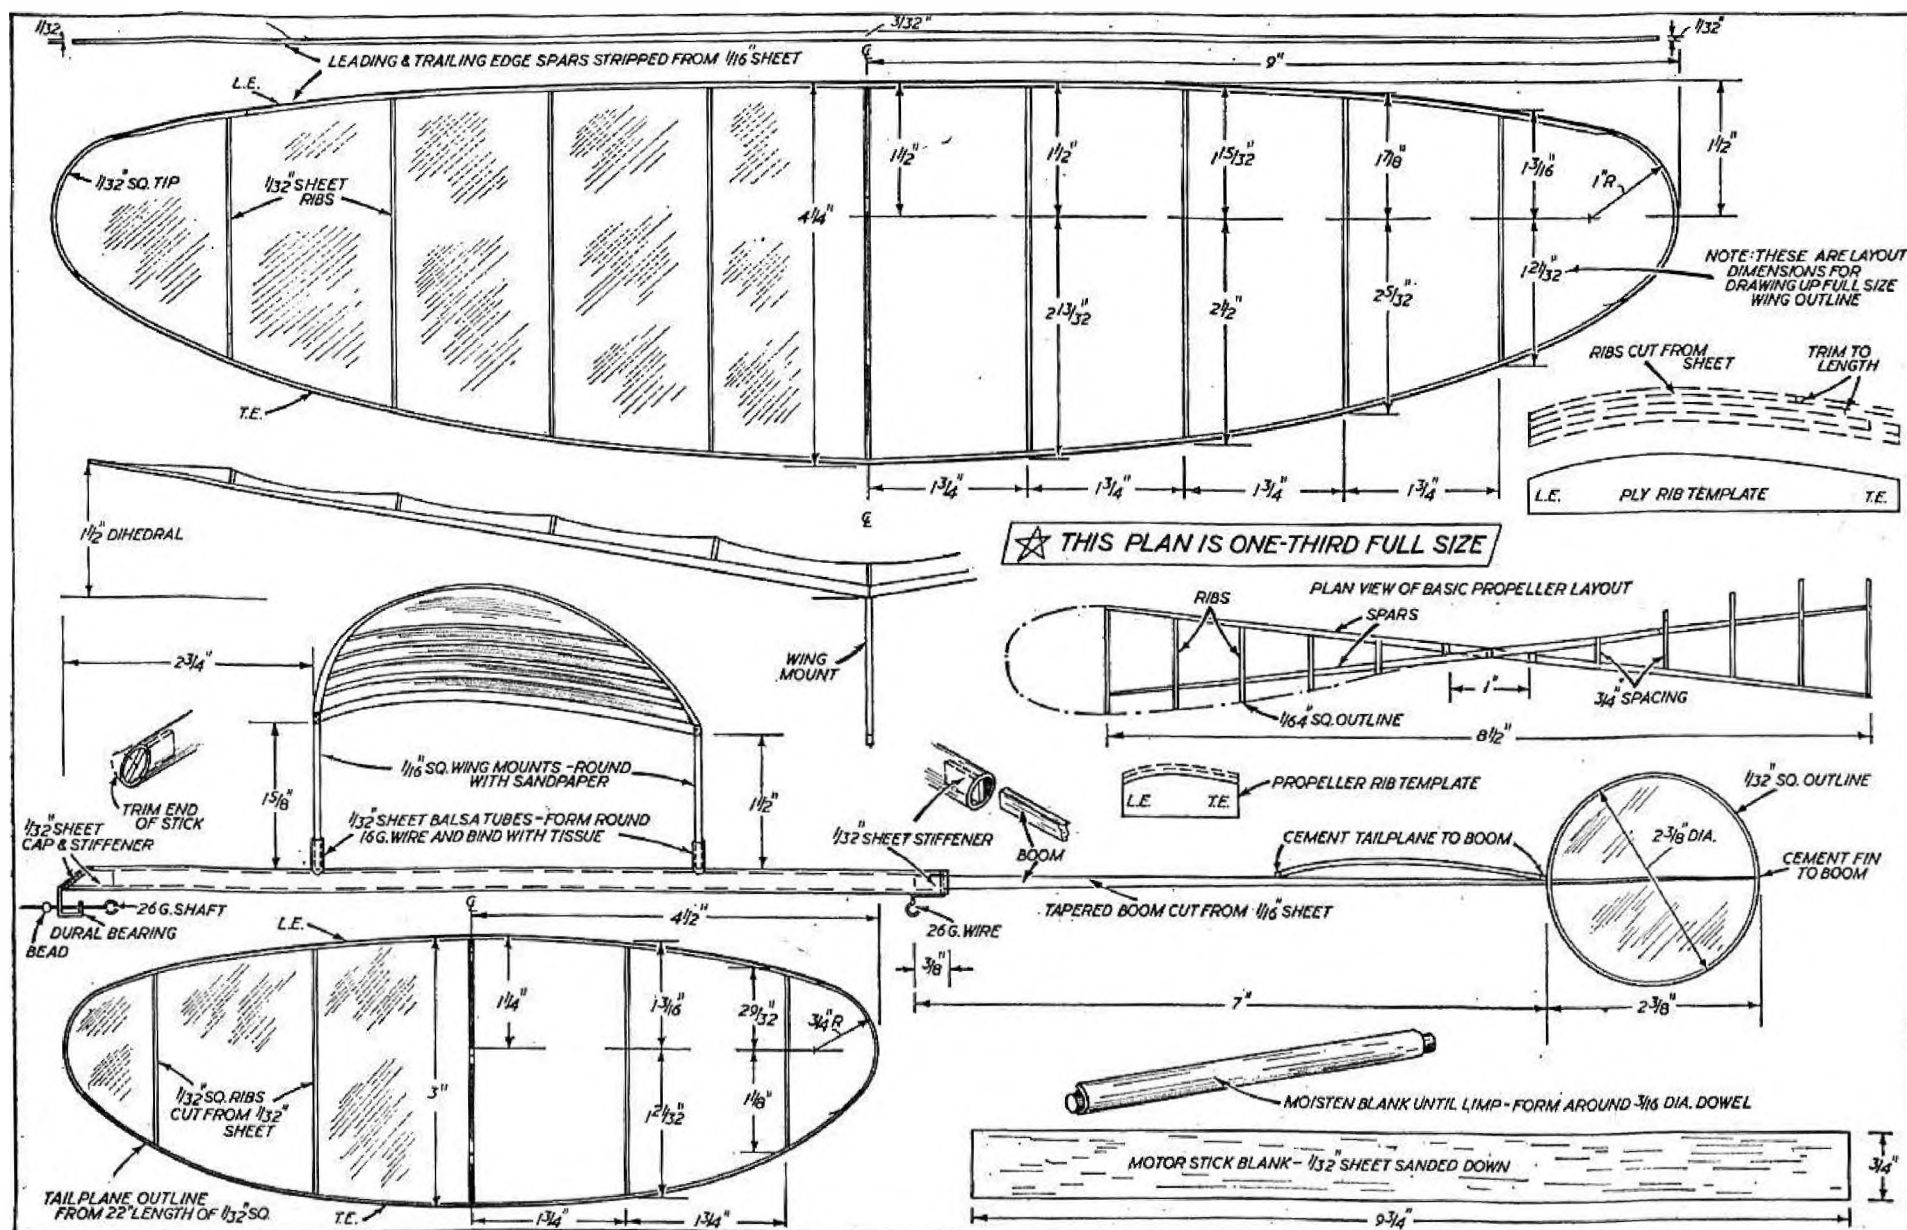 1/32"
3/32"
1/32"
LEADING & TRAILING EDGE SPARS STRIPPED FROM 1/16" SHEET
℄
9"
L.E.
1/32" SQ. TIP
1/32" SHEET
RIBS
4 1/4"
1 1/2"
1 1/2"
1 15/32"
1 7/8"
1 3/16"
1"R
1 1/2"
2 13/32"
2 1/2"
2 5/32"
1 21/32"
NOTE: THESE ARE LAYOUT
DIMENSIONS FOR
DRAWING UP FULL SIZE
WING OUTLINE
T.E.
1 3/4"
1 3/4"
1 3/4"
1 3/4"
RIBS CUT FROM
SHEET
TRIM TO
LENGTH
L.E.
PLY RIB TEMPLATE
T.E.
1 1/2" DIHEDRAL
℄
WING
MOUNT
THIS PLAN IS ONE-THIRD FULL SIZE
PLAN VIEW OF BASIC PROPELLER LAYOUT
RIBS
SPARS
1"
3/4" SPACING
1/64" SQ. OUTLINE
8 1/2"
2 3/4"
TRIM END
OF STICK
1 5/8"
1/16" SQ. WING MOUNTS - ROUND
WITH SANDPAPER
1 1/2"
1/32" SHEET BALSA TUBES - FORM ROUND
16 G. WIRE AND BIND WITH TISSUE
1/32" SHEET
CAP & STIFFENER
1/32" SHEET STIFFENER
BOOM
L.E.
T.E.
PROPELLER RIB TEMPLATE
CEMENT TAILPLANE TO BOOM
1/32" SQ. OUTLINE
2 3/8" DIA.
CEMENT FIN
TO BOOM
26 G. SHAFT
DURAL BEARING
BEAD
26 G. WIRE
TAPERED BOOM CUT FROM 1/16" SHEET
3/8"
7"
2 3/8"
℄
4 1/2"
L.E.
3"
1 1/4"
1 3/16"
29/32"
3/4" R
1/32" SQ. RIBS
CUT FROM 1/32"
SHEET
1 21/32"
1 1/8"
TAILPLANE OUTLINE
FROM 22" LENGTH OF 1/32" SQ.
T.E.
1 3/4"
1 3/4"
MOISTEN BLANK UNTIL LIMP - FORM AROUND 3/16 DIA. DOWEL
MOTOR STICK BLANK - 1/32" SHEET SANDED DOWN
3/4"
9 3/4"